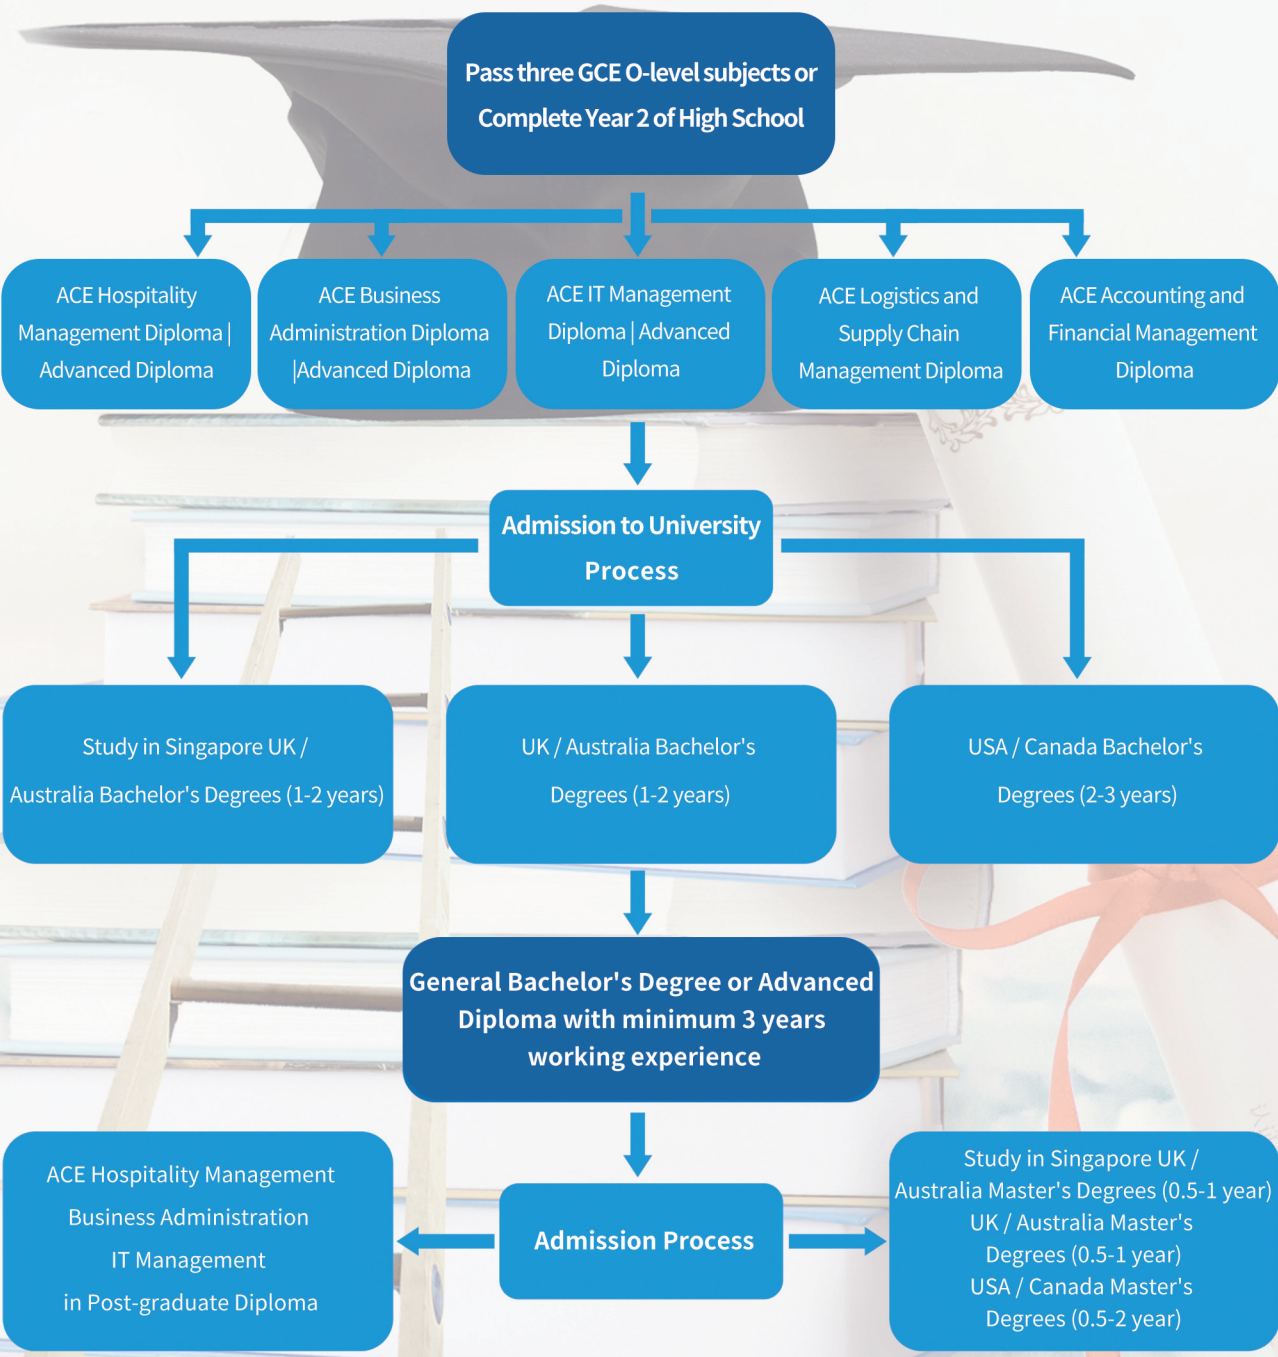 Pass three GCE O-level subjects or
Complete Year 2 of High School
ACE Hospitality
Management Diploma |
Advanced Diploma
ACE Business
Administration Diploma
|Advanced Diploma
ACE IT Management
Diploma | Advanced
Diploma
ACE Logistics and
Supply Chain
Management Diploma
ACE Accounting and
Financial Management
Diploma
Admission to University
Process
Study in Singapore UK /
Australia Bachelor's Degrees (1-2 years)
UK / Australia Bachelor's
Degrees (1-2 years)
USA / Canada Bachelor's
Degrees (2-3 years)
General Bachelor's Degree or Advanced
Diploma with minimum 3 years
working experience
ACE Hospitality Management
Business Administration
IT Management
in Post-graduate Diploma
Admission Process
Study in Singapore UK /
Australia Master's Degrees (0.5-1 year)
UK / Australia Master's
Degrees (0.5-1 year)
USA / Canada Master's
Degrees (0.5-2 year)